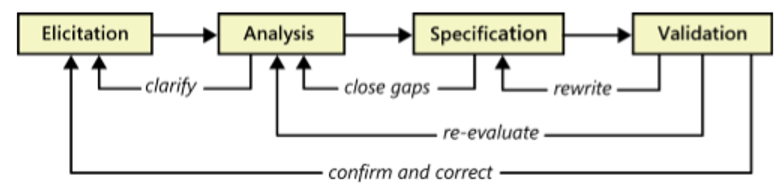 Elicitation
Analysis
Specification
Validation
clarify
close gaps
rewrite
re-evaluate
confirm and correct